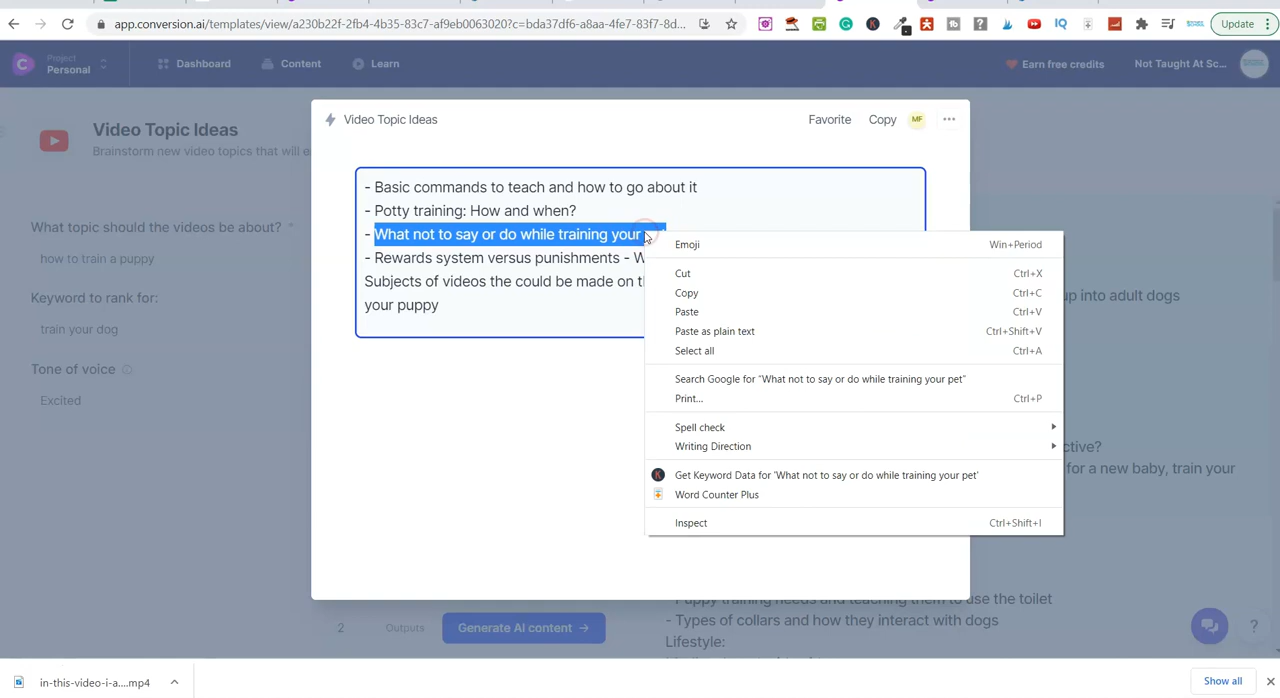 app.conversion.ai/templates/view/a230b22f-2fb4-4b35-83c7-af9eb0063020?c=bda37df6-a8aa-4fe7-83f7-8d...
Update
Project
Personal
Dashboard
Content
Learn
Earn free credits
Not Taught At Sc...
Video Topic Ideas
Brainstorm new video topics that will e
What topic should the videos be about? *
how to train a puppy
Keyword to rank for:
train your dog
Tone of voice
Excited
Video Topic Ideas
Favorite
Copy
MF
- Basic commands to teach and how to go about it
- Potty training: How and when?
- What not to say or do while training your
- Rewards system versus punishments - W
Subjects of videos the could be made on th
your puppy
Emoji Win+Period
Cut Ctrl+X
Copy Ctrl+C
Paste Ctrl+V
Paste as plain text Ctrl+Shift+V
Select all Ctrl+A
Search Google for "What not to say or do while training your pet"
Print... Ctrl+P
Spell check
Writing Direction
Get Keyword Data for 'What not to say or do while training your pet'
Word Counter Plus
Inspect Ctrl+Shift+I
up into adult dogs
ctive?
for a new baby, train your
- Puppy training needs and teaching them to use the toilet
- Types of collars and how they interact with dogs
Lifestyle:
2
Outputs
Generate AI content →
?
in-this-video-i-a....mp4
Show all